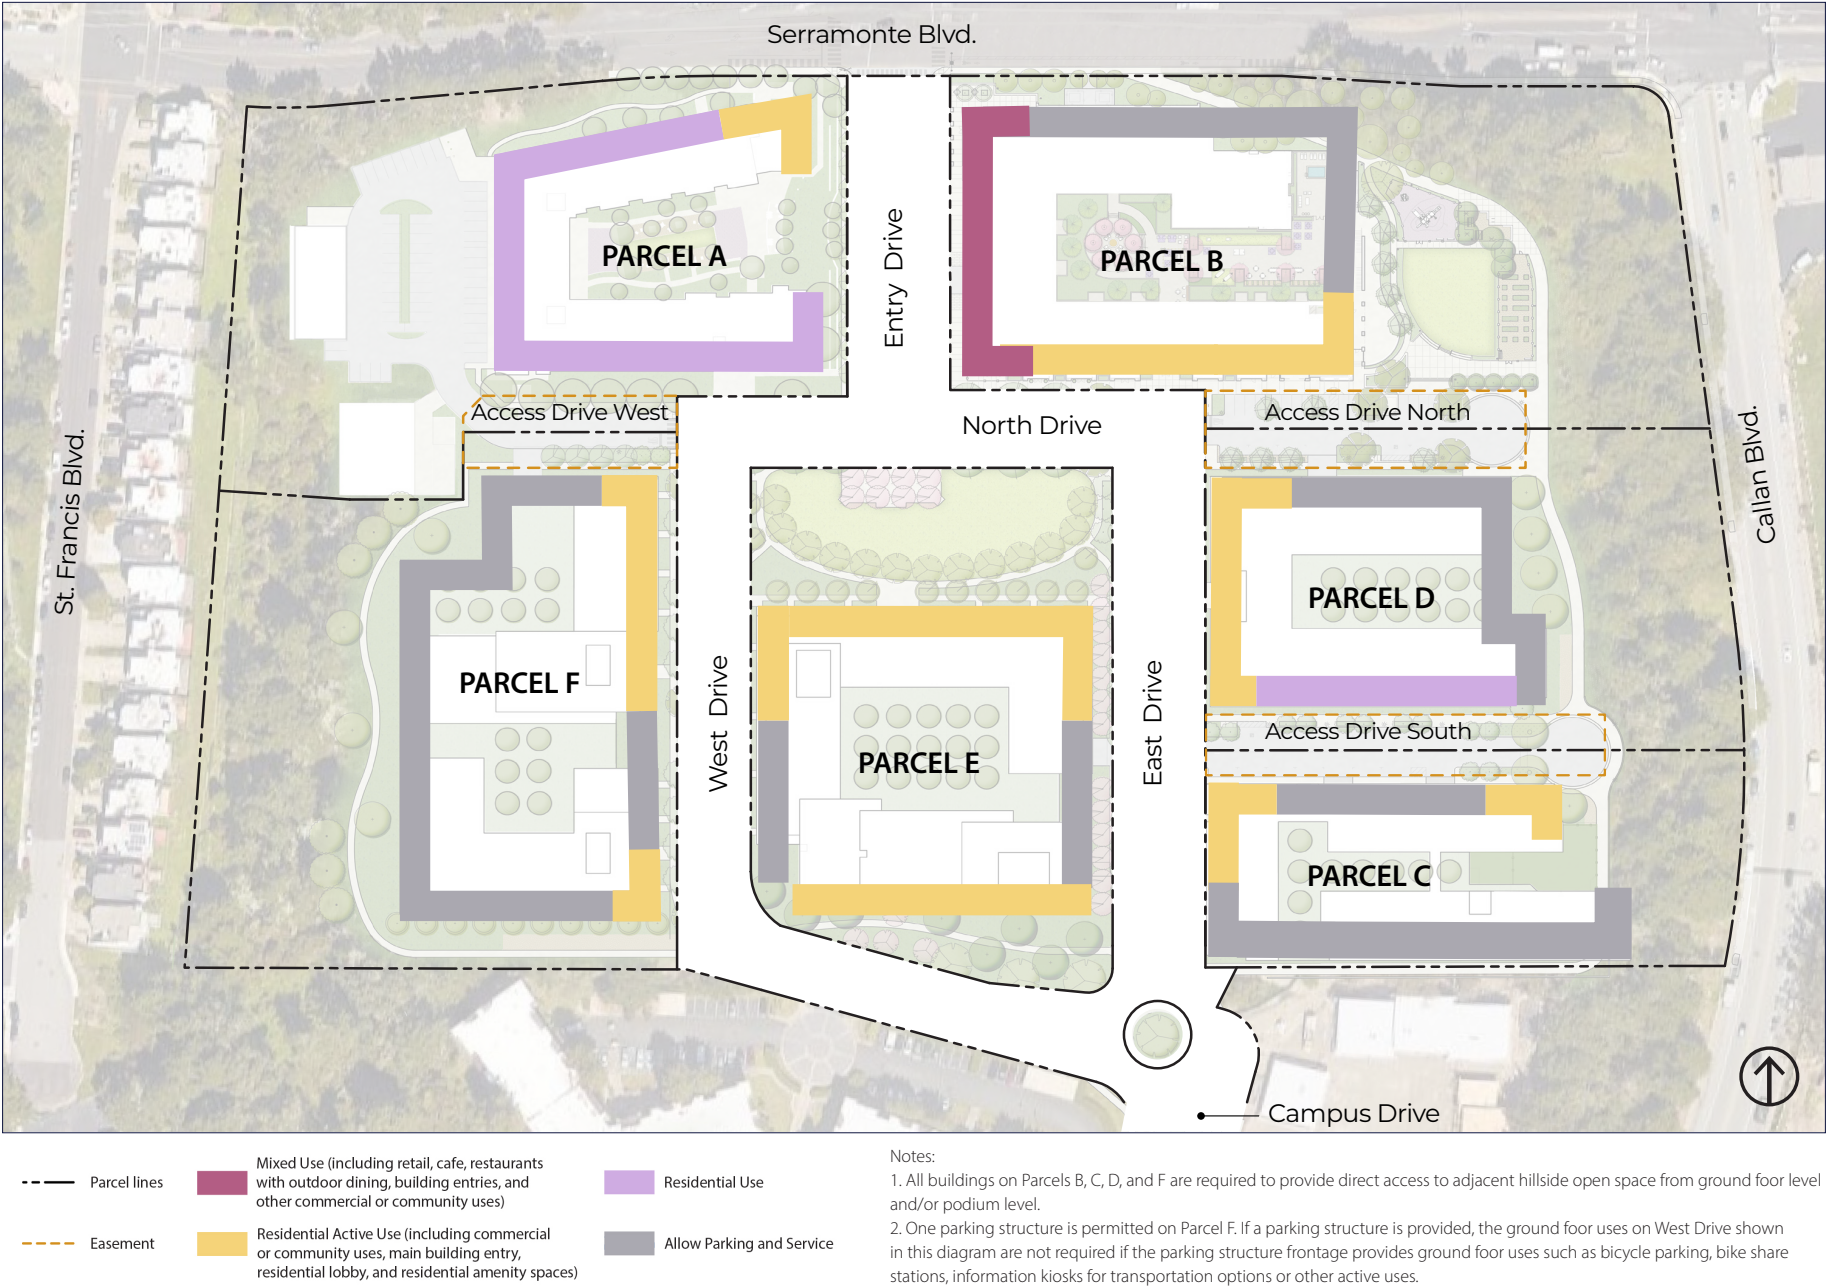 Serramonte Blvd.
PARCEL A
PARCEL B
Entry Drive
Access Drive West
North Drive
Access Drive North
St. Francis Blvd.
Callan Blvd.
PARCEL D
PARCEL F
West Drive
East Drive
Access Drive South
PARCEL E
PARCEL C
Campus Drive
Parcel lines
Easement
Mixed Use (including retail, cafe, restaurants
with outdoor dining, building entries, and
other commercial or community uses)
Residential Active Use (including commercial
or community uses, main building entry,
residential lobby, and residential amenity spaces)
Residential Use
Allow Parking and Service
Notes:
1. All buildings on Parcels B, C, D, and F are required to provide direct access to adjacent hillside open space from ground foor level
and/or podium level.
2. One parking structure is permitted on Parcel F. If a parking structure is provided, the ground foor uses on West Drive shown
in this diagram are not required if the parking structure frontage provides ground foor uses such as bicycle parking, bike share
stations, information kiosks for transportation options or other active uses.